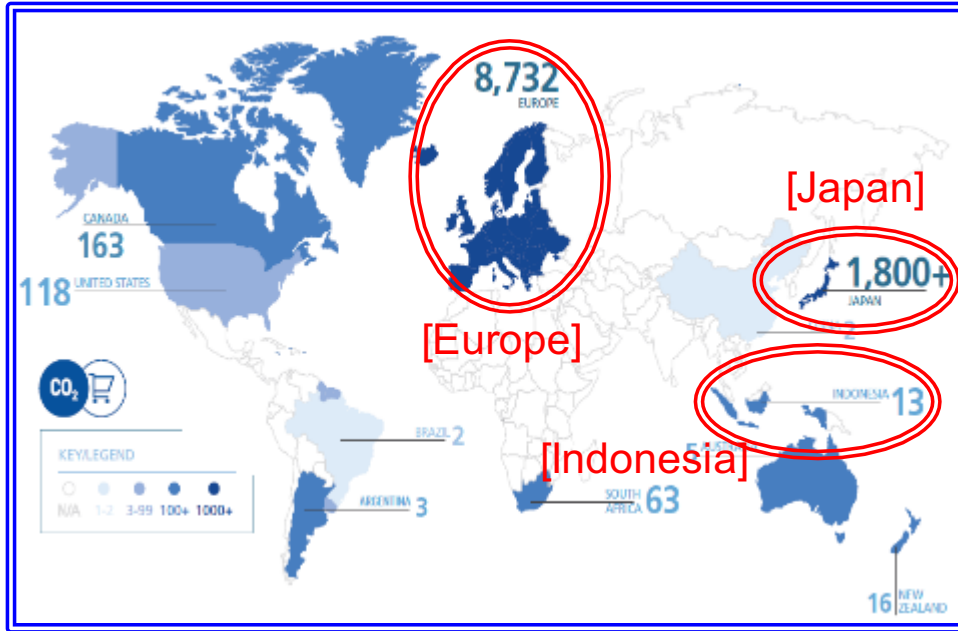 8,732
EUROPE
[Japan]
CANADA
163
1,800+
JAPAN
118 UNITED STATES
2
[Europe]
CO₂
INDONESIA 13
BRAZIL 2
[Indonesia]
KEY/LEGEND
N/A 1-2 3-99 100+ 1000+
ARGENTINA 3
SOUTH
AFRICA 63
16 NEW
ZEALAND